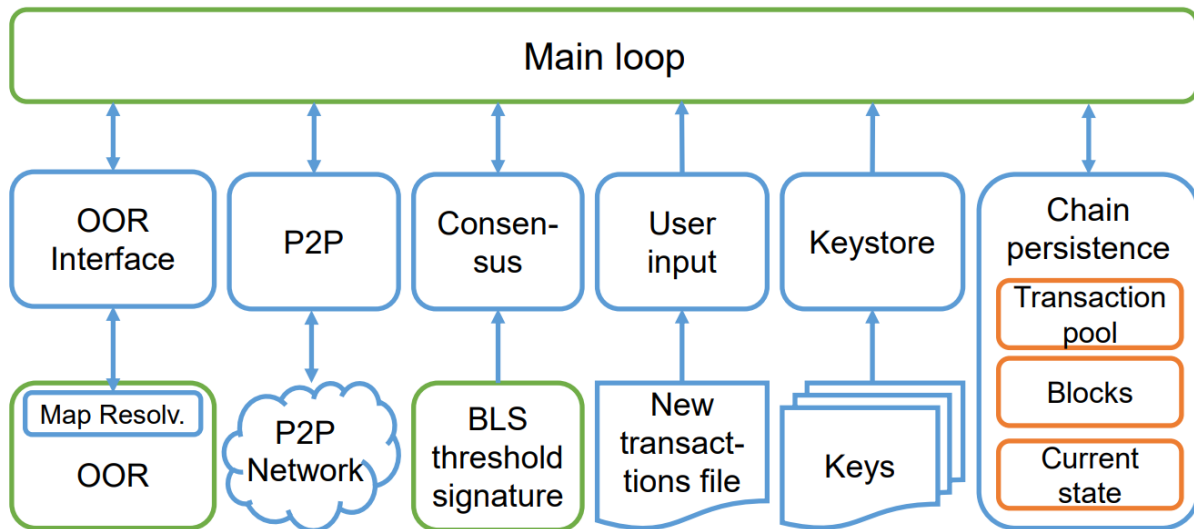 Main loop
OOR
Interface
P2P
Consen-
sus
User
input
Keystore
Chain
persistence
Transaction
pool
Blocks
Current
state
Map Resolv.
OOR
P2P
Network
BLS
threshold
signature
New
transact-
tions file
Keys